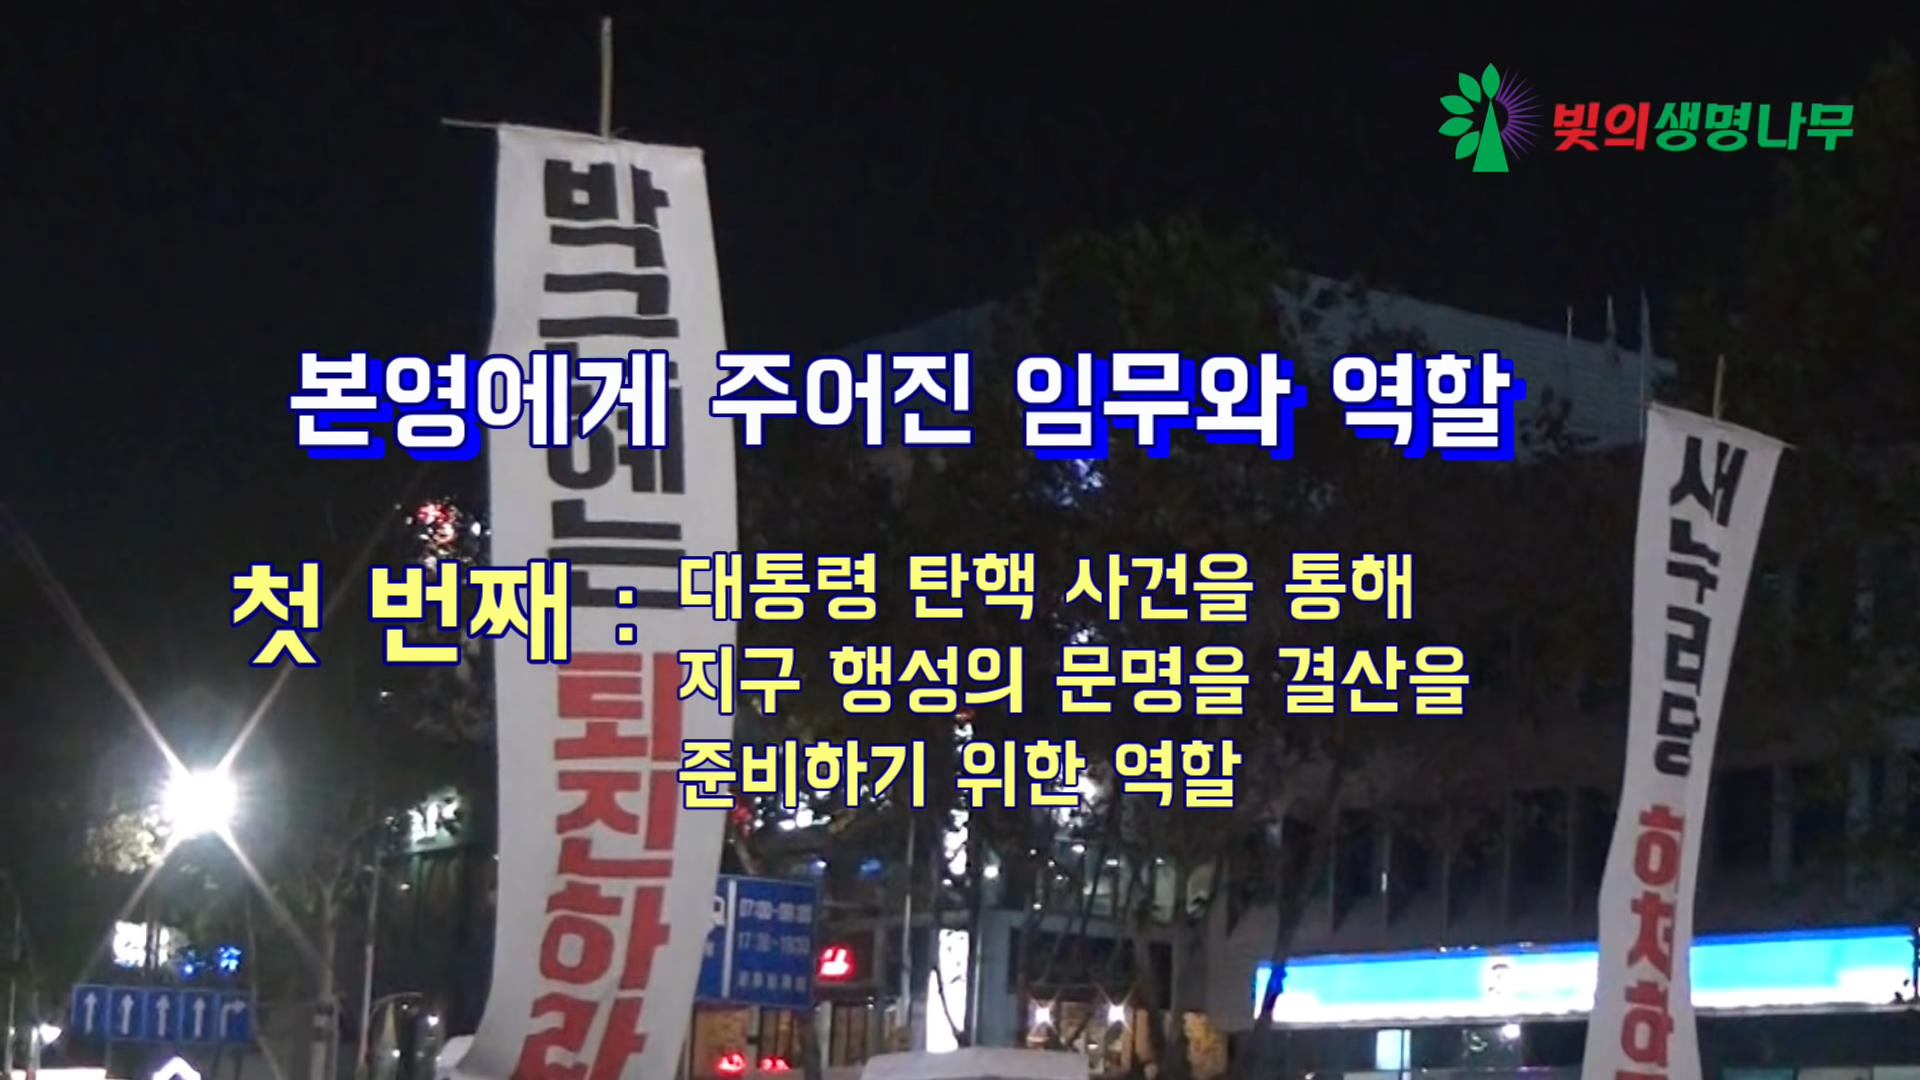 빛의생명나무
본영에게 주어진 임무와 역할
첫 번째 : 대통령 탄핵 사건을 통해
지구 행성의 문명을 결산을
준비하기 위한 역할
박근혜는
퇴진하라
새누리당